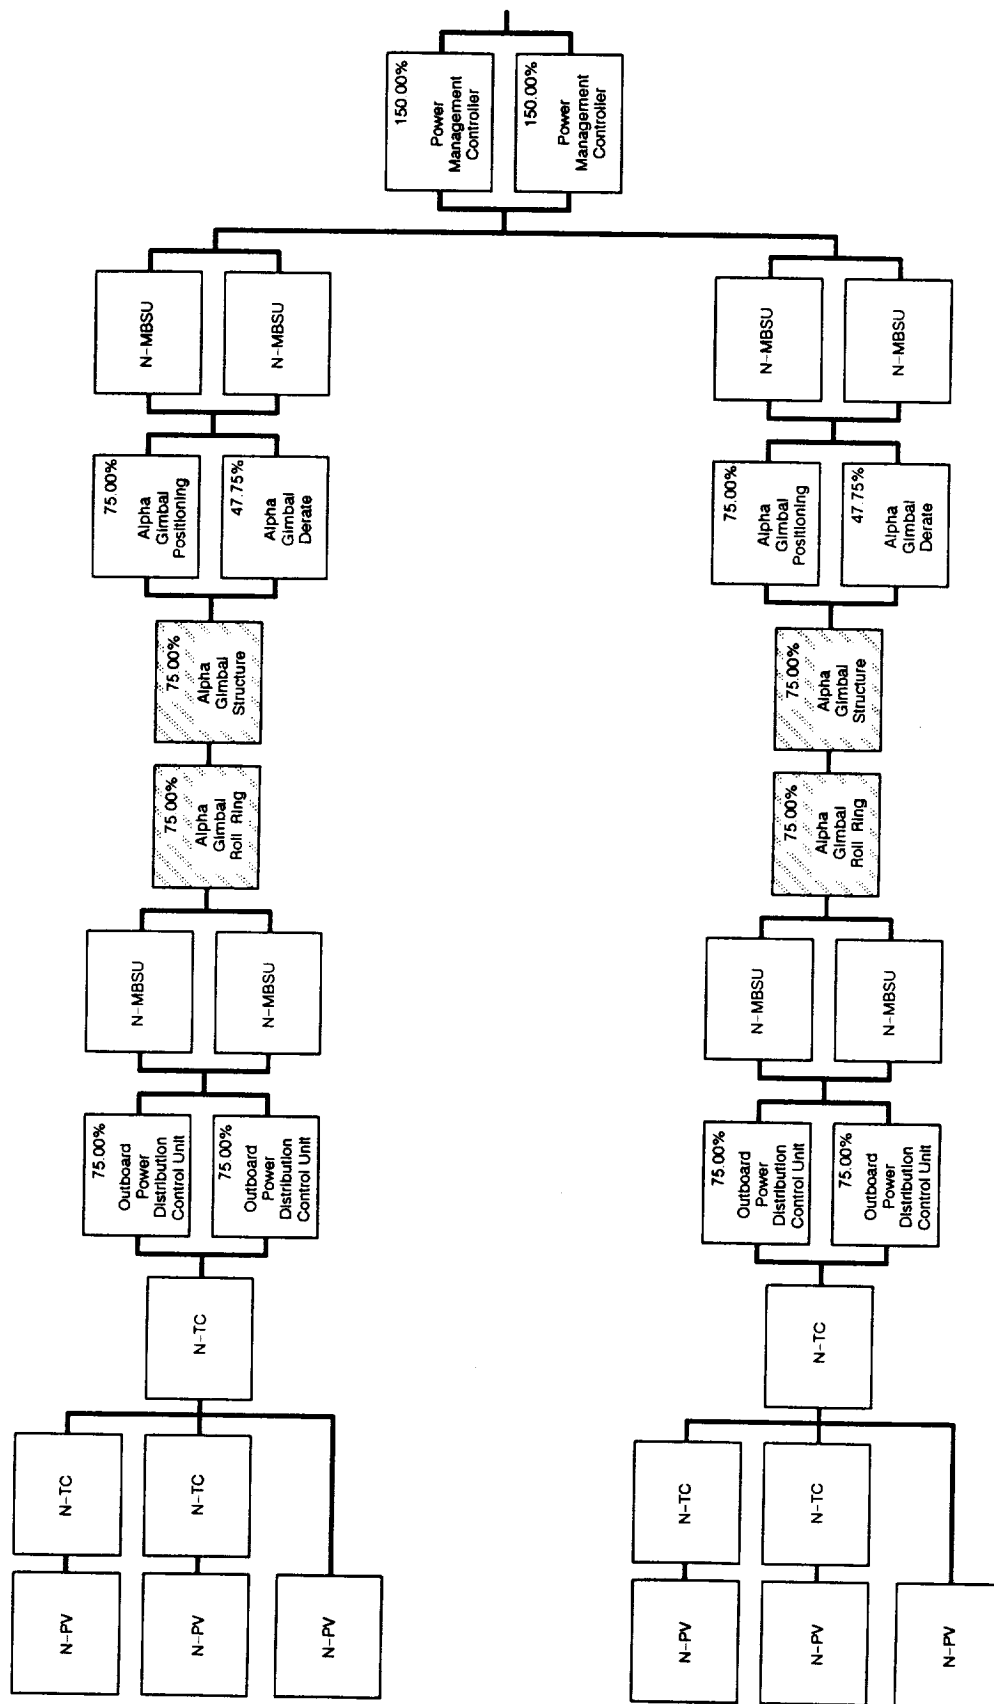 N-PV
N-TC
N-PV
N-TC
N-PV
N-TC
75.00%
Outboard
Power
Distribution
Control Unit
75.00%
Outboard
Power
Distribution
Control Unit
N-MBSU
N-MBSU
75 00%
Alpha
Gimbal
Roll Ring
75 00%
Alpha
Gimbal
Structure
75.00%
Alpha
Gimbal
Positioning
47.75%
Alpha
Gimbal
Derate
N-MBSU
N-MBSU
150 00%
Power
Management
Controller
150.00%
Power
Management
Controller
N-PV
N-TC
N-PV
N-TC
N-PV
N-TC
75.00%
Outboard
Power
Distribution
Control Unit
75.00%
Outboard
Power
Distribution
Control Unit
N-MBSU
N-MBSU
75 00%
Alpha
Gimbal
Roll Ring
75.00%
Alpha
Gimbal
Structure
75.00%
Alpha
Gimbal
Positioning
47.75%
Alpha
Gimbal
Derate
N-MBSU
N-MBSU